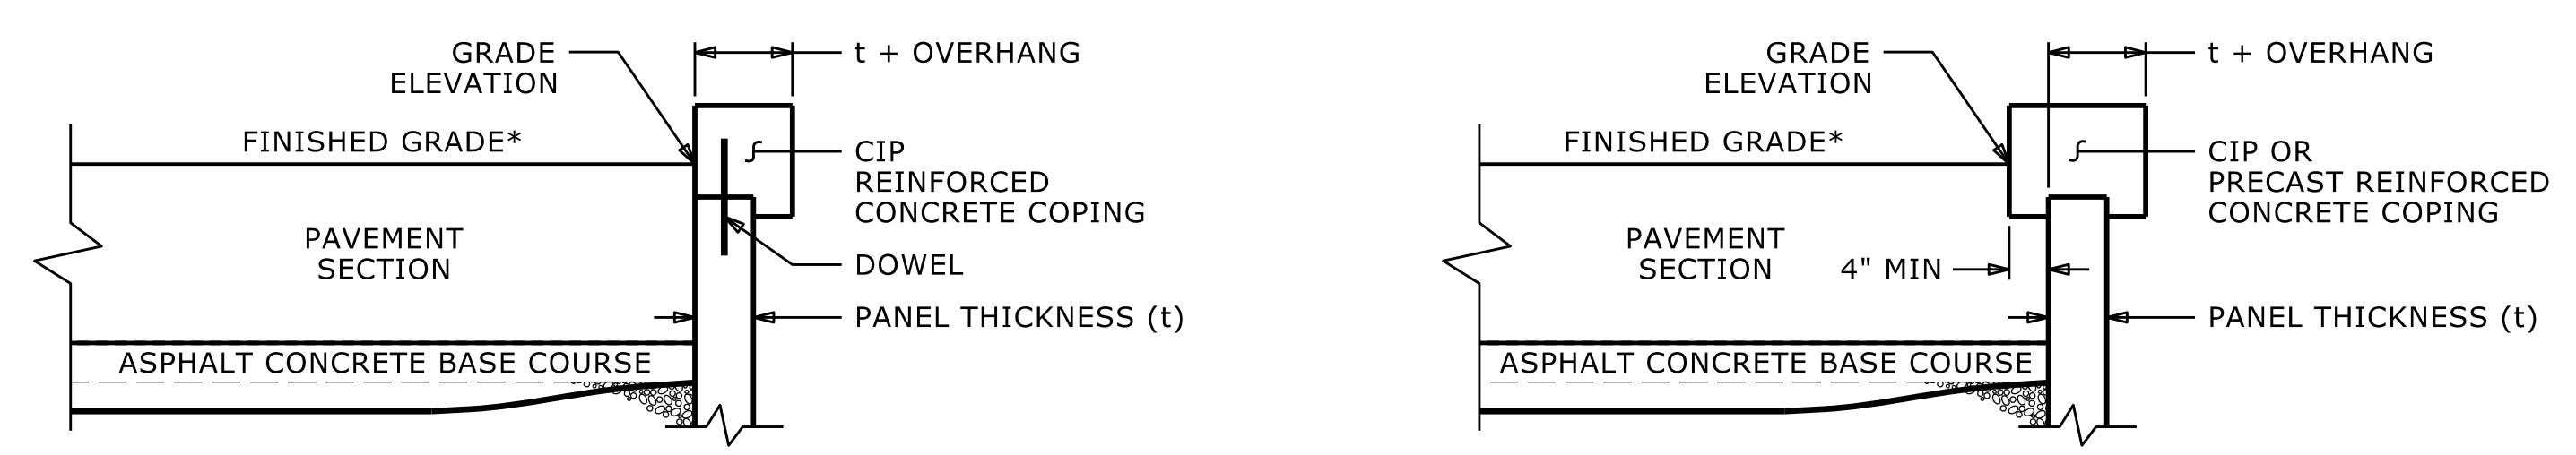 GRADE
ELEVATION
t + OVERHANG
FINISHED GRADE*
CIP
REINFORCED
CONCRETE COPING
PAVEMENT
SECTION
DOWEL
PANEL THICKNESS (t)
ASPHALT CONCRETE BASE COURSE
GRADE
ELEVATION
t + OVERHANG
FINISHED GRADE*
CIP OR
PRECAST REINFORCED
CONCRETE COPING
PAVEMENT
SECTION
4" MIN
PANEL THICKNESS (t)
ASPHALT CONCRETE BASE COURSE